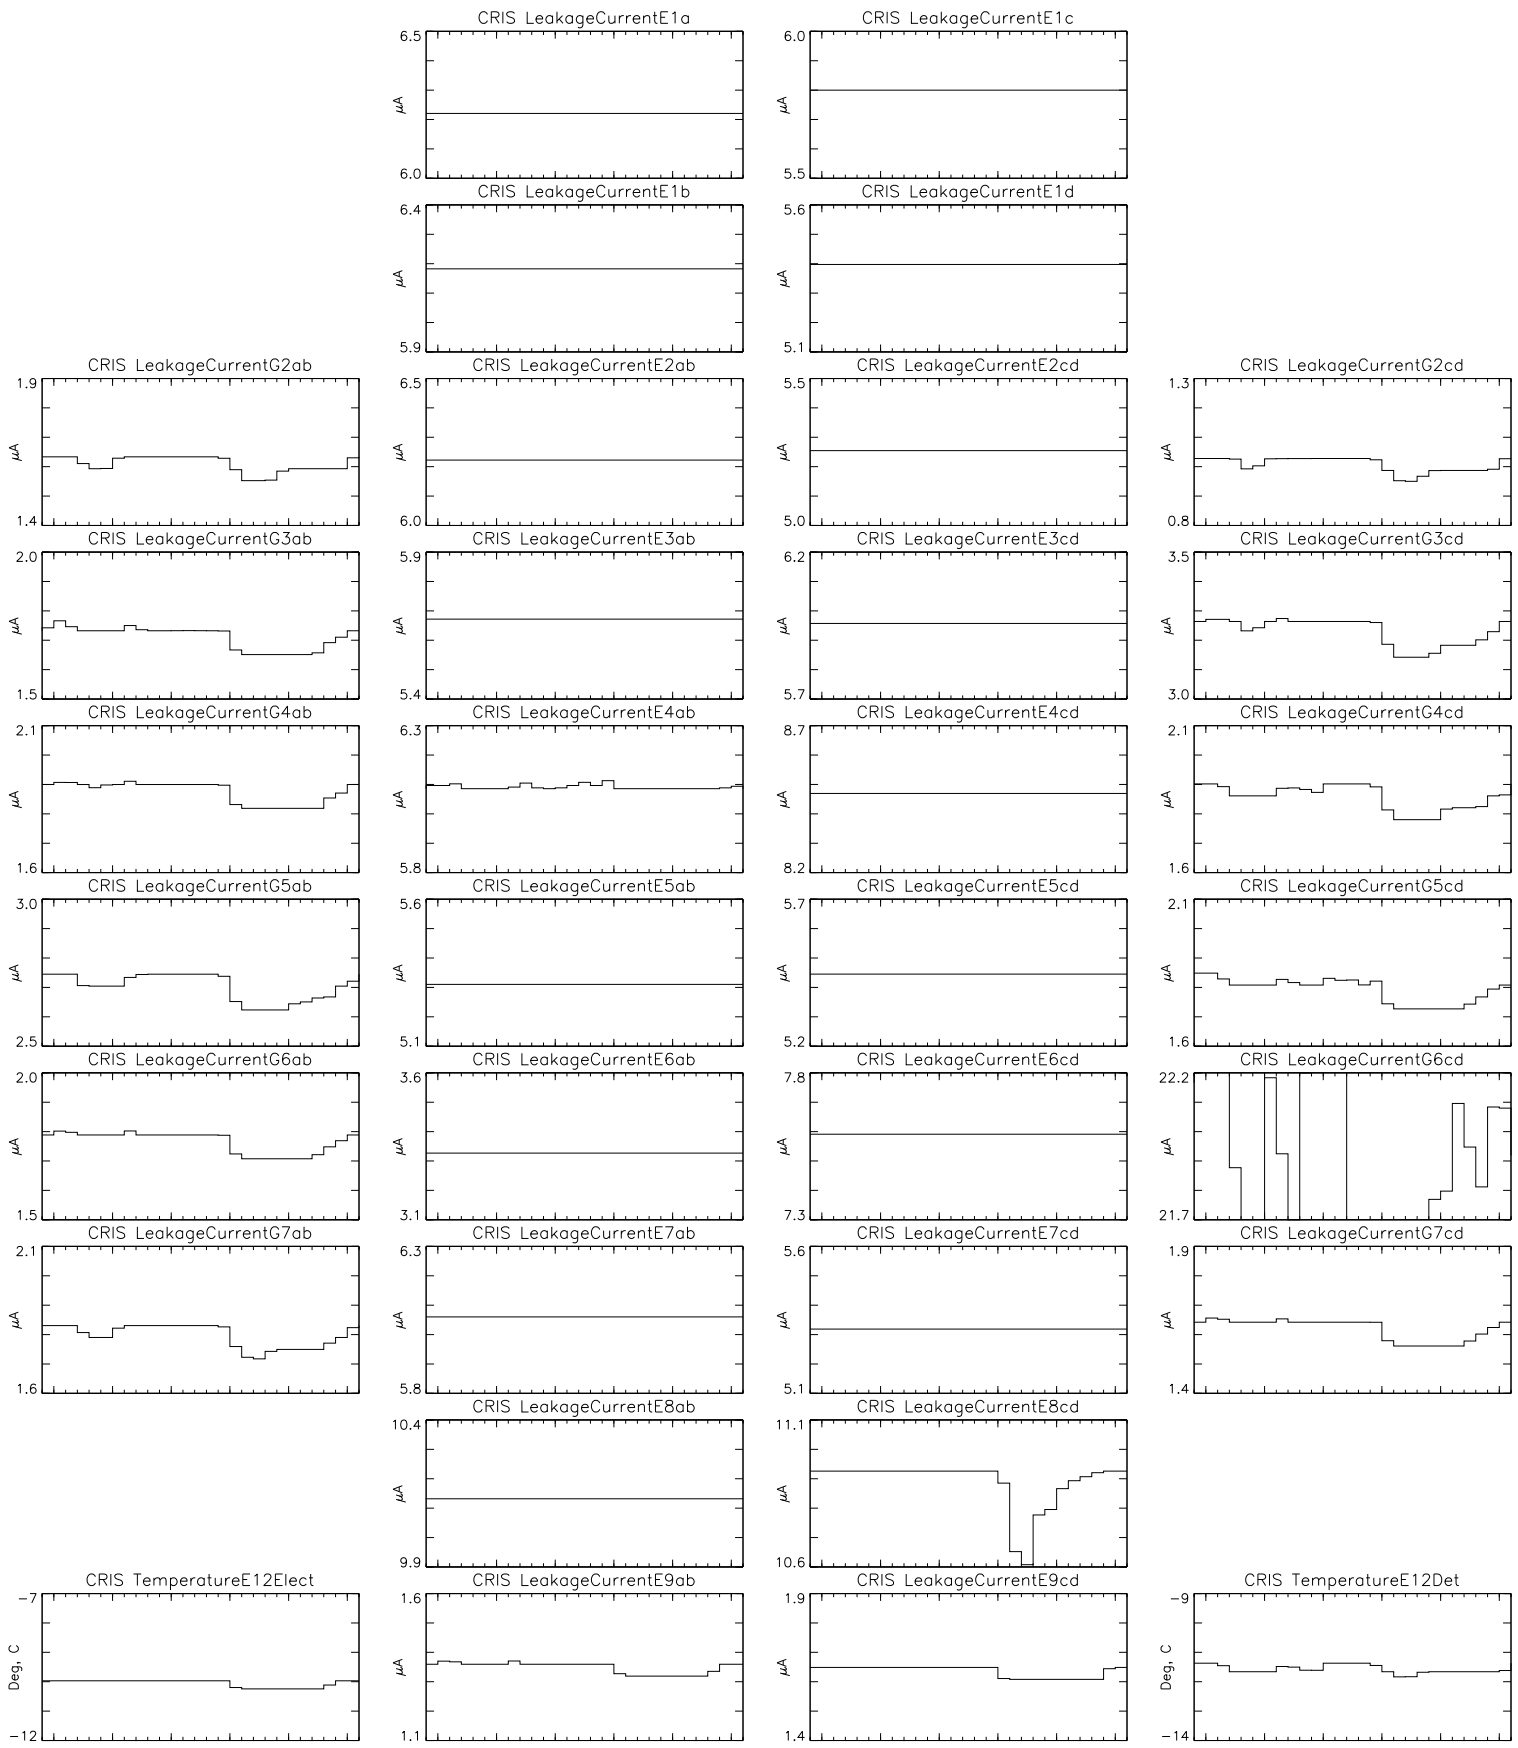 CRIS LeakageCurrentE1a
6.5
μA
6.0
CRIS LeakageCurrentE1c
6.0
μA
5.5
CRIS LeakageCurrentE1b
6.4
μA
5.9
CRIS LeakageCurrentE1d
5.6
μA
5.1
CRIS LeakageCurrentG2ab
1.9
μA
1.4
CRIS LeakageCurrentE2ab
6.5
μA
6.0
CRIS LeakageCurrentE2cd
5.5
μA
5.0
CRIS LeakageCurrentG2cd
1.3
μA
0.8
CRIS LeakageCurrentG3ab
2.0
μA
1.5
CRIS LeakageCurrentE3ab
5.9
μA
5.4
CRIS LeakageCurrentE3cd
6.2
μA
5.7
CRIS LeakageCurrentG3cd
3.5
μA
3.0
CRIS LeakageCurrentG4ab
2.1
μA
1.6
CRIS LeakageCurrentE4ab
6.3
μA
5.8
CRIS LeakageCurrentE4cd
8.7
μA
8.2
CRIS LeakageCurrentG4cd
2.1
μA
1.6
CRIS LeakageCurrentG5ab
3.0
μA
2.5
CRIS LeakageCurrentE5ab
5.6
μA
5.1
CRIS LeakageCurrentE5cd
5.7
μA
5.2
CRIS LeakageCurrentG5cd
2.1
μA
1.6
CRIS LeakageCurrentG6ab
2.0
μA
1.5
CRIS LeakageCurrentE6ab
3.6
μA
3.1
CRIS LeakageCurrentE6cd
7.8
μA
7.3
CRIS LeakageCurrentG6cd
22.2
μA
21.7
CRIS LeakageCurrentG7ab
2.1
μA
1.6
CRIS LeakageCurrentE7ab
6.3
μA
5.8
CRIS LeakageCurrentE7cd
5.6
μA
5.1
CRIS LeakageCurrentG7cd
1.9
μA
1.4
CRIS LeakageCurrentE8ab
10.4
μA
9.9
CRIS LeakageCurrentE8cd
11.1
μA
10.6
CRIS TemperatureE12Elect
−7
Deg, C
−12
CRIS LeakageCurrentE9ab
1.6
μA
1.1
CRIS LeakageCurrentE9cd
1.9
μA
1.4
CRIS TemperatureE12Det
−9
Deg, C
−14